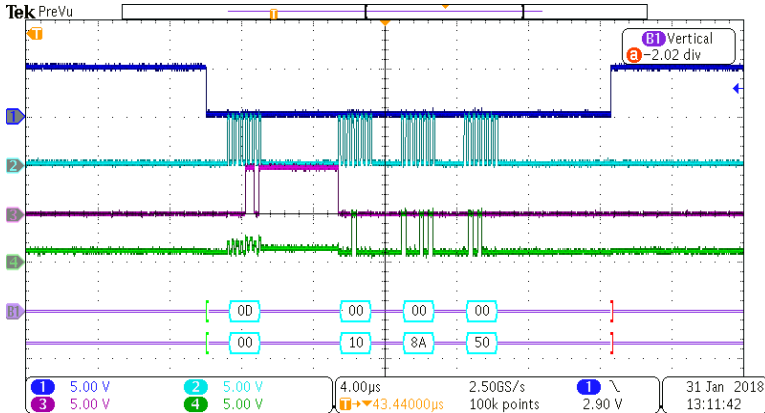 Tek PreVu
T
T
B1 Vertical
a -2.02 div
1
2
3
4
B1
0D 00 00 00
00 10 8A 50
1 5.00 V 2 5.00 V 4.00μs 2.50GS/s 1 \ 31 Jan 2018
3 5.00 V 4 5.00 V T→▼43.44000μs 100k points 2.90 V 13:11:42